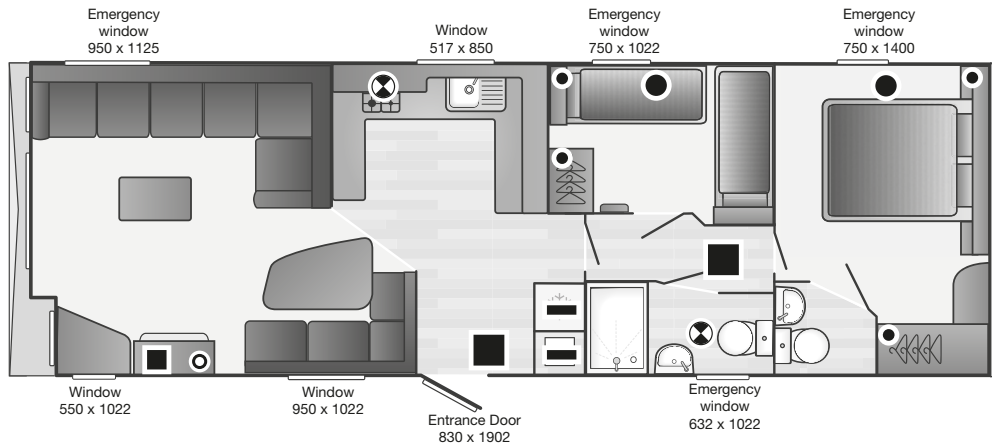 Emergency
window
950 x 1125
Window
517 x 850
Emergency
window
750 x 1022
Emergency
window
750 x 1400
Window
550 x 1022
Window
950 x 1022
Entrance Door
830 x 1902
Emergency
window
632 x 1022